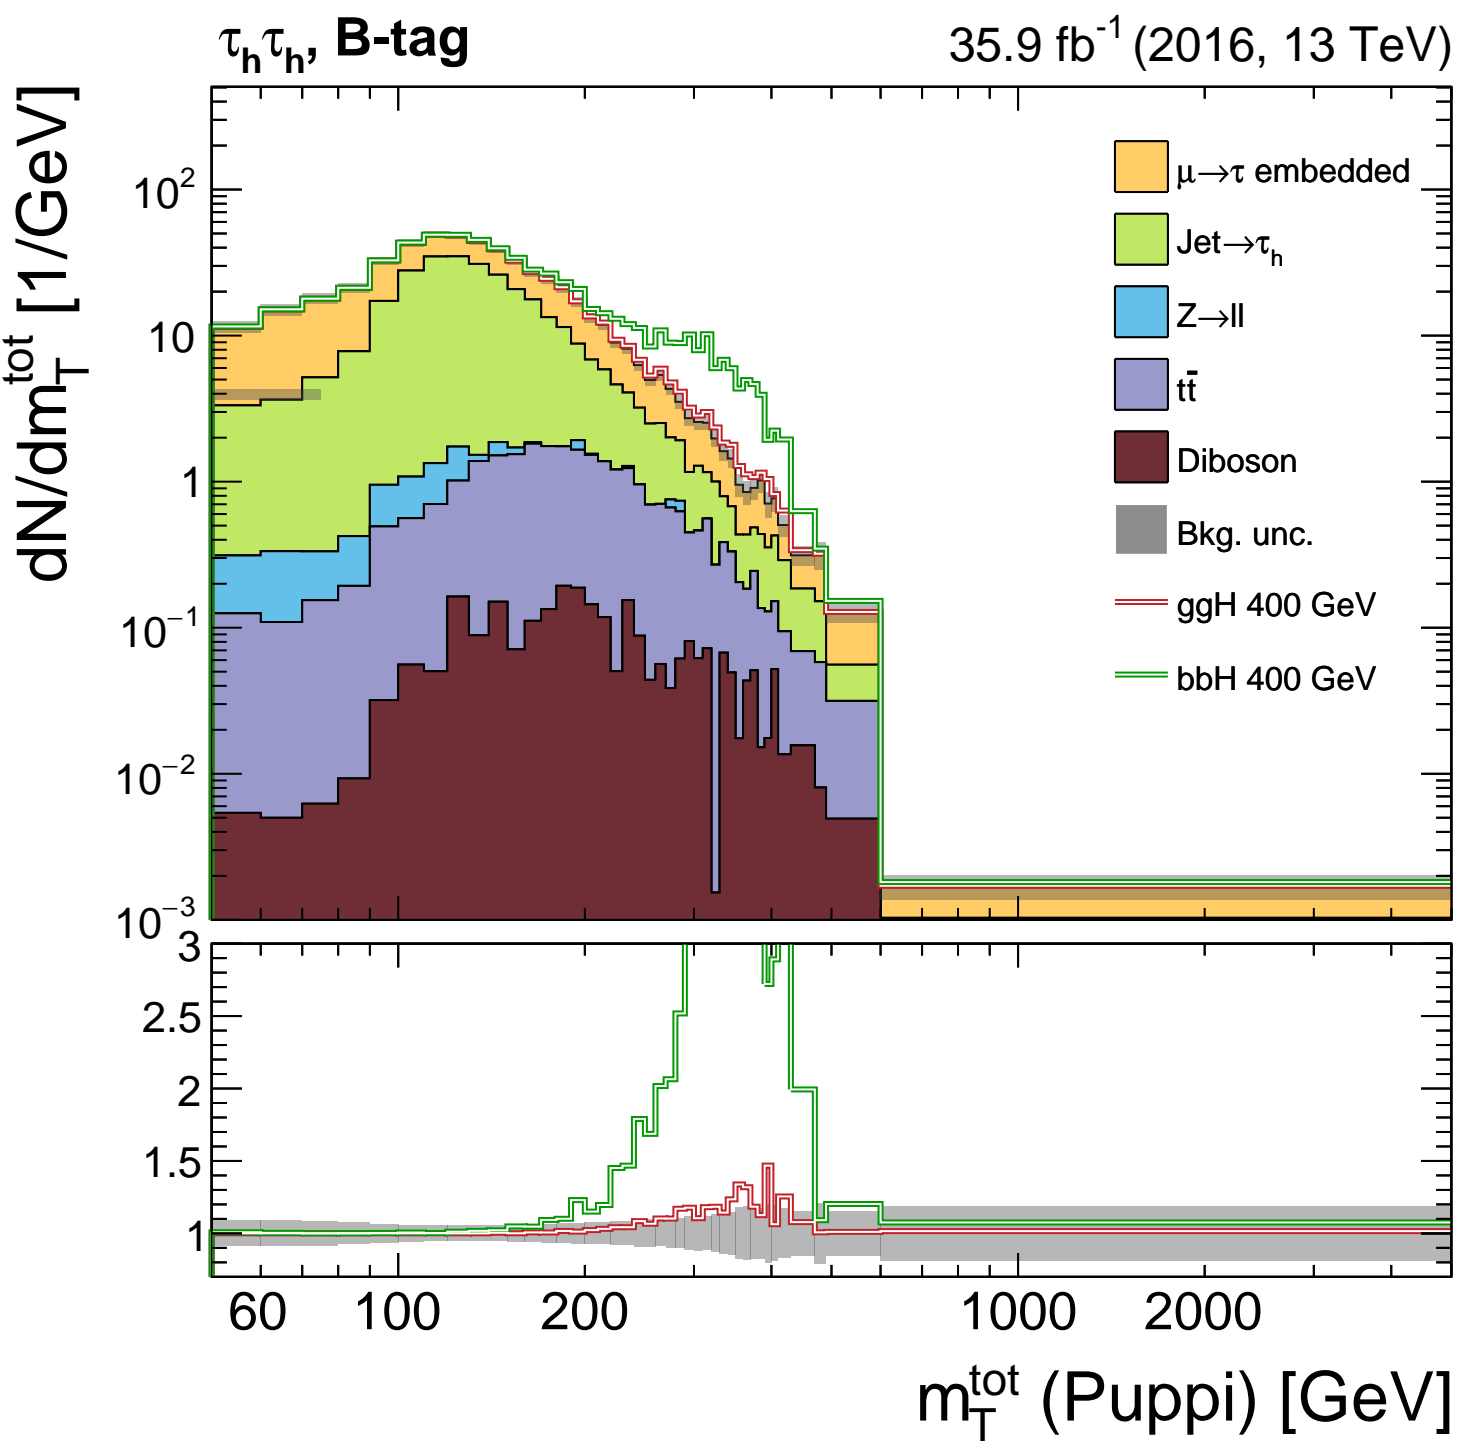 τhτh, B-tag
35.9 fb-1 (2016, 13 TeV)
dN/dmTtot [1/GeV]
102
10
1
10−1
10−2
10−3
μ→τ embedded
Jet→τh
Z→ll
tt̄
Diboson
Bkg. unc.
ggH 400 GeV
bbH 400 GeV
3
2.5
2
1.5
1
60 100 200 1000 2000
mTtot (Puppi) [GeV]